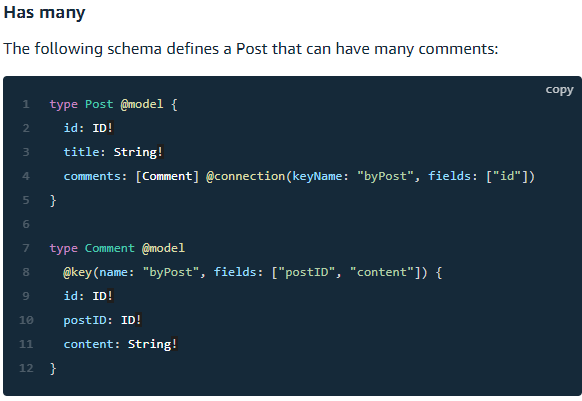 Has many
The following schema defines a Post that can have many comments:
copy
1 type Post @model {
2   id: ID!
3   title: String!
4   comments: [Comment] @connection(keyName: "byPost", fields: ["id"])
5 }
6
7 type Comment @model
8   @key(name: "byPost", fields: ["postID", "content"]) {
9   id: ID!
10   postID: ID!
11   content: String!
12 }